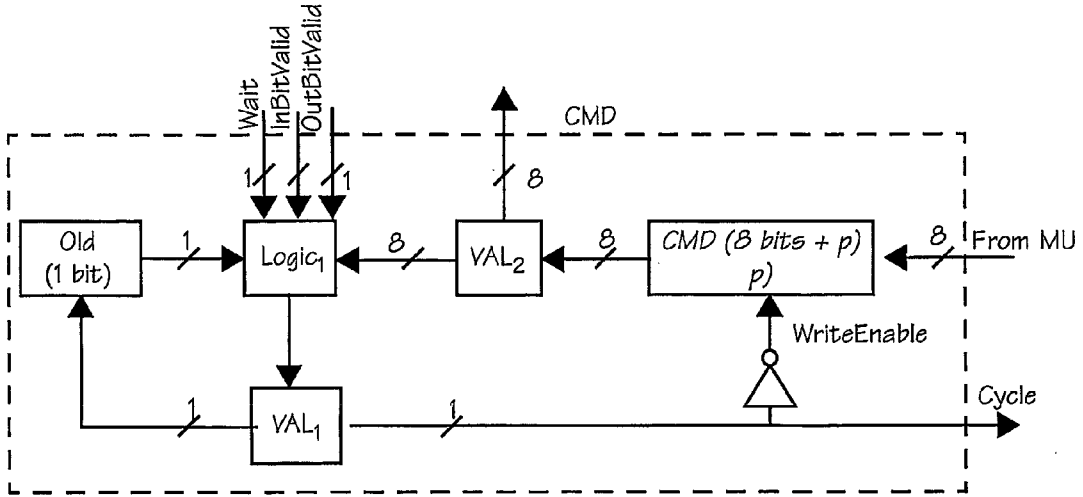 Wait
InBitValid
OutBitValid
CMD
1
1
8
Old
(1 bit)
1
Logic₁
8
VAL₂
8
CMD (8 bits + p)
p)
8
From MU
WriteEnable
1
VAL₁
1
Cycle